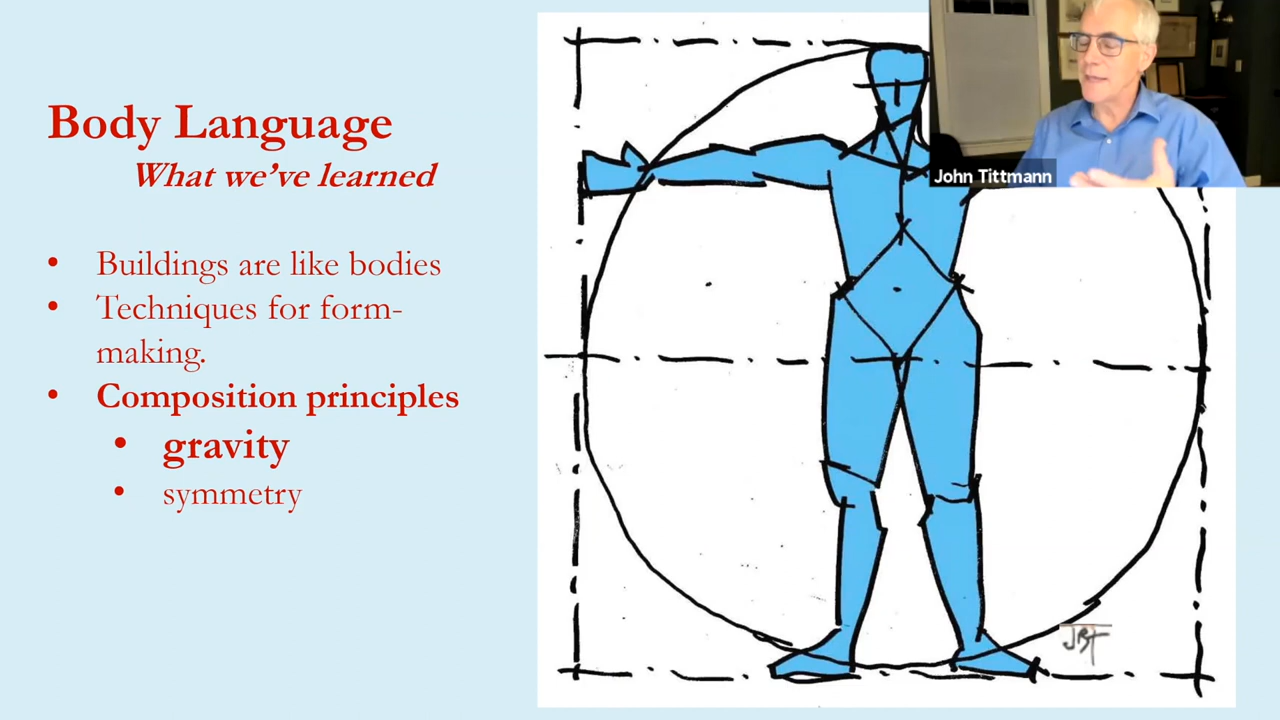 Body Language
What we've learned
• Buildings are like bodies
• Techniques for form-
making.
• Composition principles
• gravity
• symmetry
John Tittmann
JBT